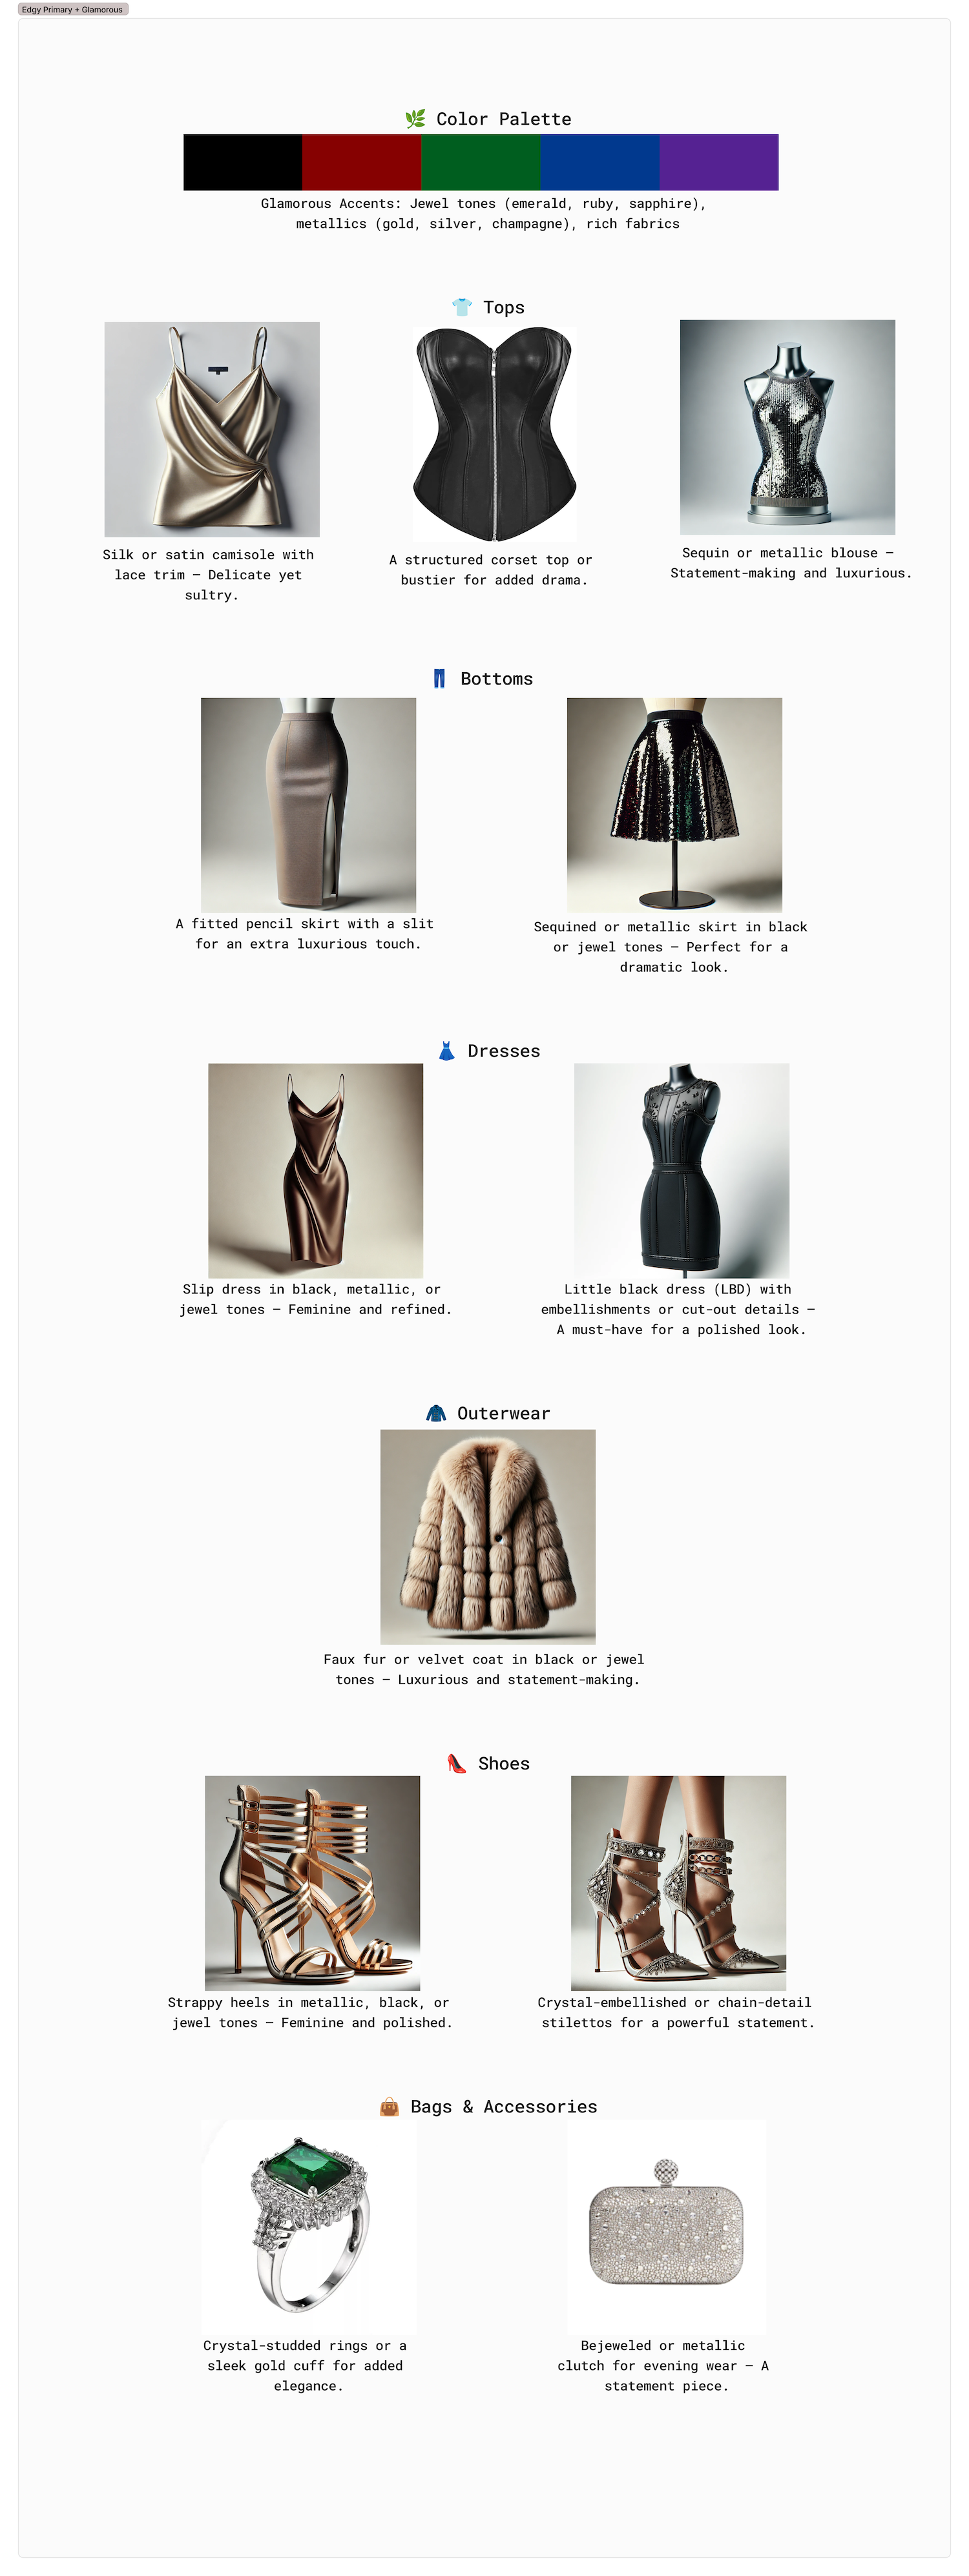 Edgy Primary + Glamorous
🌿 Color Palette
Glamorous Accents: Jewel tones (emerald, ruby, sapphire),
metallics (gold, silver, champagne), rich fabrics
👕 Tops
Silk or satin camisole with
lace trim – Delicate yet
sultry.
A structured corset top or
bustier for added drama.
Sequin or metallic blouse –
Statement-making and luxurious.
👖 Bottoms
A fitted pencil skirt with a slit
for an extra luxurious touch.
Sequined or metallic skirt in black
or jewel tones – Perfect for a
dramatic look.
👗 Dresses
Slip dress in black, metallic, or
jewel tones – Feminine and refined.
Little black dress (LBD) with
embellishments or cut-out details –
A must-have for a polished look.
🧥 Outerwear
Faux fur or velvet coat in black or jewel
tones – Luxurious and statement-making.
👠 Shoes
Strappy heels in metallic, black, or
jewel tones – Feminine and polished.
Crystal-embellished or chain-detail
stilettos for a powerful statement.
👜 Bags & Accessories
Crystal-studded rings or a
sleek gold cuff for added
elegance.
Bejeweled or metallic
clutch for evening wear – A
statement piece.